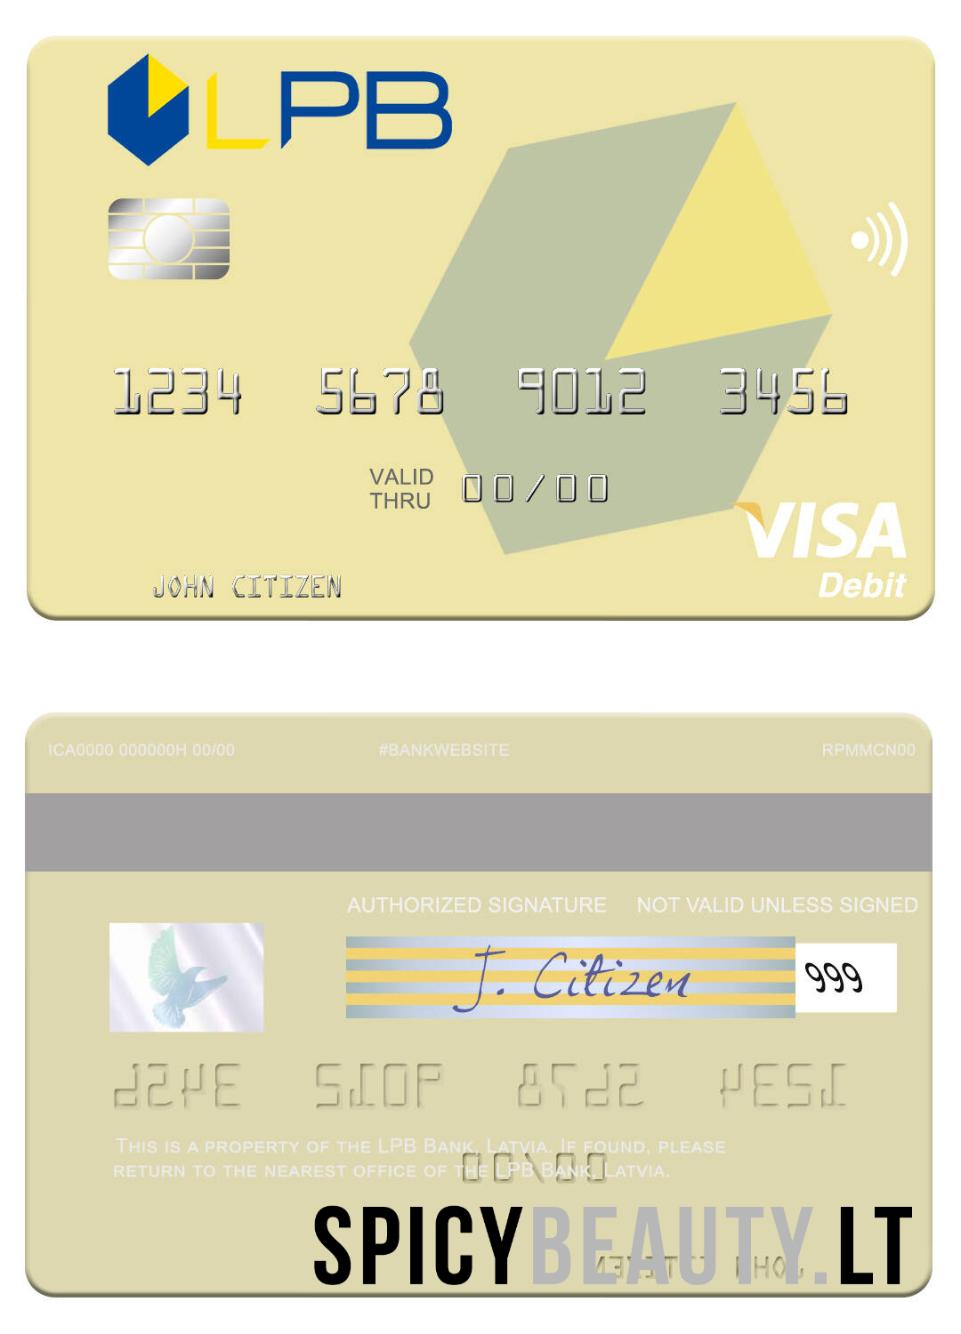 LPB
1234 5678 9012 3456
VALID
THRU 00/00
VISA
Debit
JOHN CITIZEN
ICA0000 000000H 00/00 #BANKWEBSITE RPMMCN00
AUTHORIZED SIGNATURE NOT VALID UNLESS SIGNED
J. Citizen 999
THIS IS A PROPERTY OF THE LPB BANK, LATVIA. IF FOUND, PLEASE
RETURN TO THE NEAREST OFFICE OF THE LPB BANK, LATVIA.
SPICYBEAUTY.LT